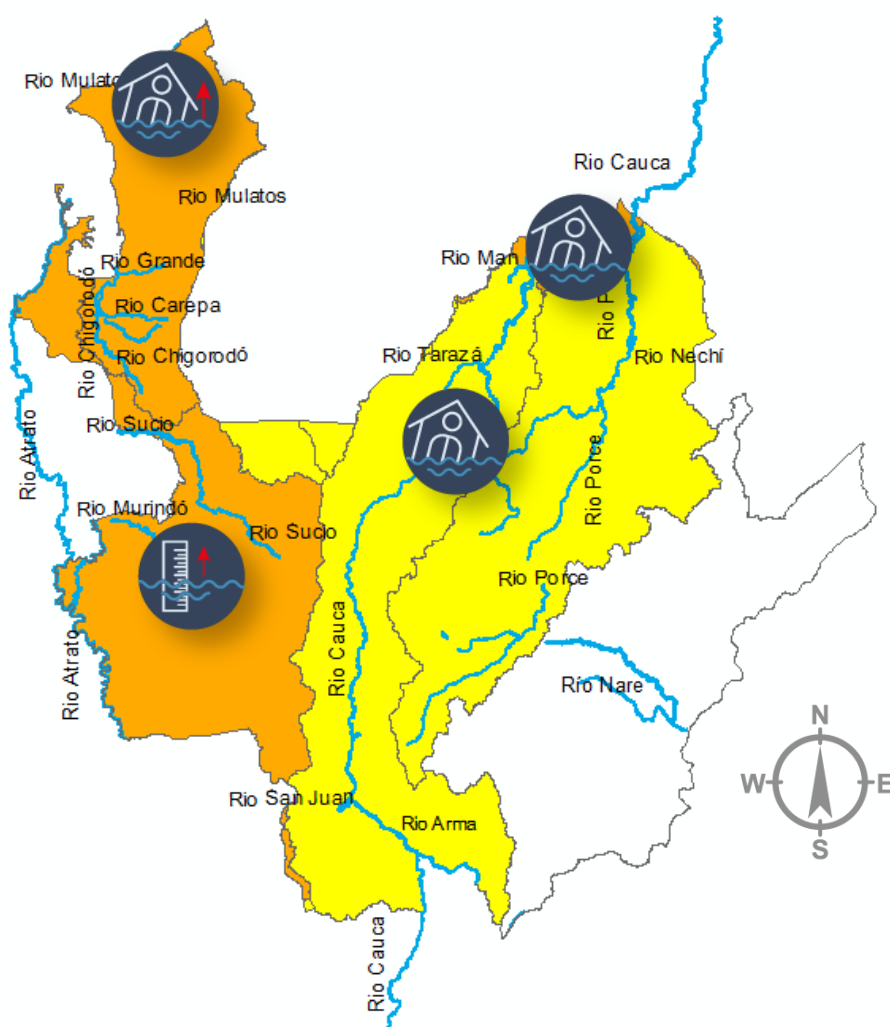 Rio Mulato
Rio Cauca
Rio Mulatos
Rio Man
Rio Grande
Rio P
Rio Carepa
Rio Chigorodó
Rio Chigorodó
Rio Tarazá
Rio Nechí
Rio Atrato
Rio Sucio
Rio Porce
Rio Murindó
Rio Sucio
Rio Porce
Rio Cauca
Rio Atrato
Río Nare
N
W
E
S
Rio San Juan
Rio Arma
Rio Cauca